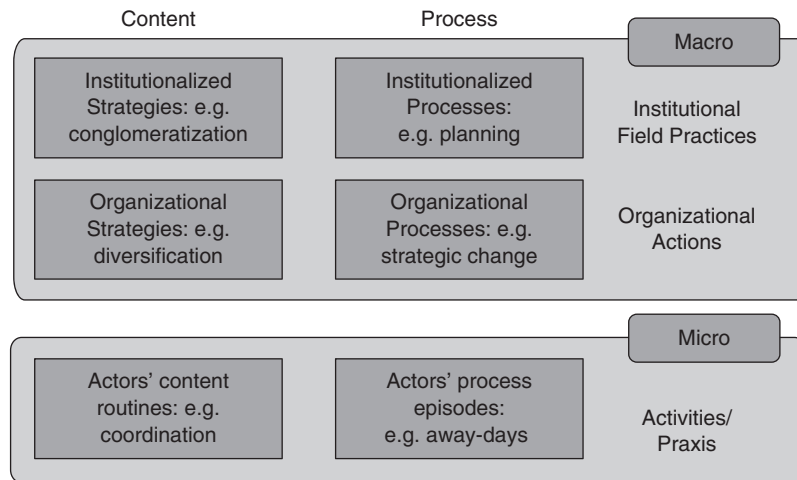 Content
Process
Macro
Institutionalized
Strategies: e.g.
conglomeratization
Institutionalized
Processes:
e.g. planning
Institutional
Field Practices
Organizational
Strategies: e.g.
diversification
Organizational
Processes: e.g.
strategic change
Organizational
Actions
Micro
Actors’ content
routines: e.g.
coordination
Actors’ process
episodes:
e.g. away-days
Activities/
Praxis